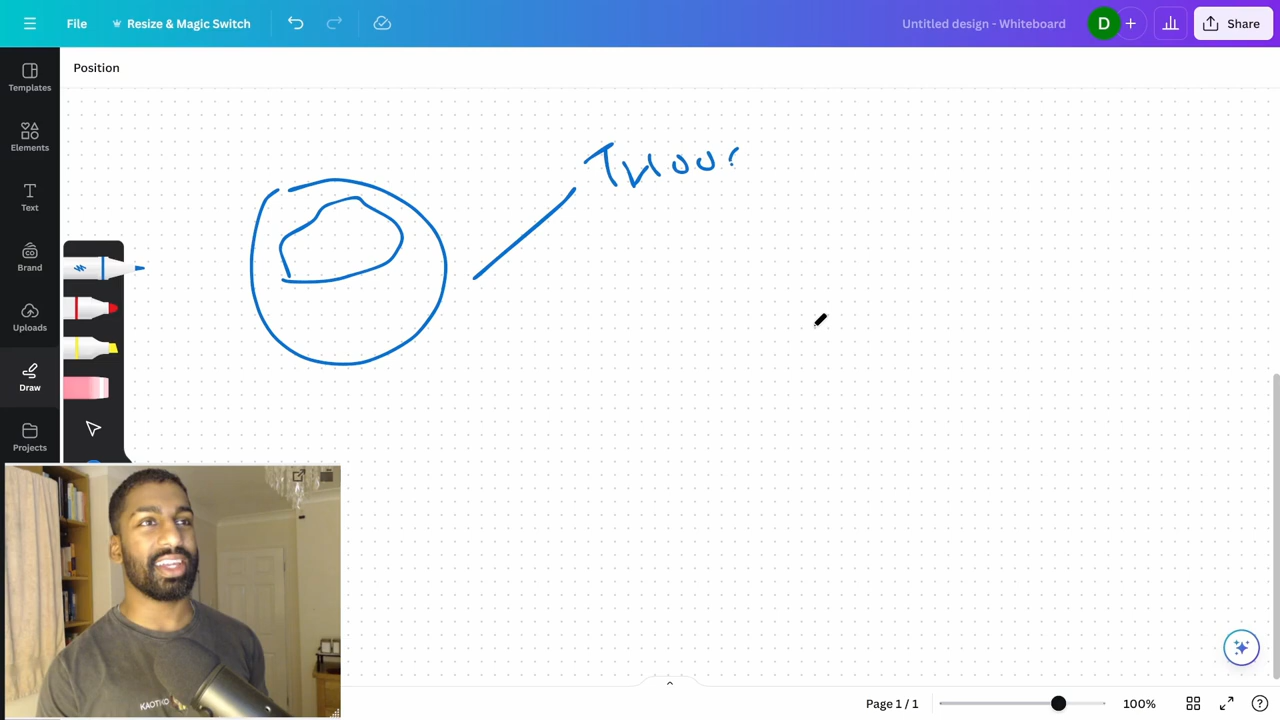 File
Resize & Magic Switch
Untitled design - Whiteboard
D
+
Share
Position
Templates
Elements
Text
Brand
Uploads
Draw
Projects
Page 1 / 1
100%